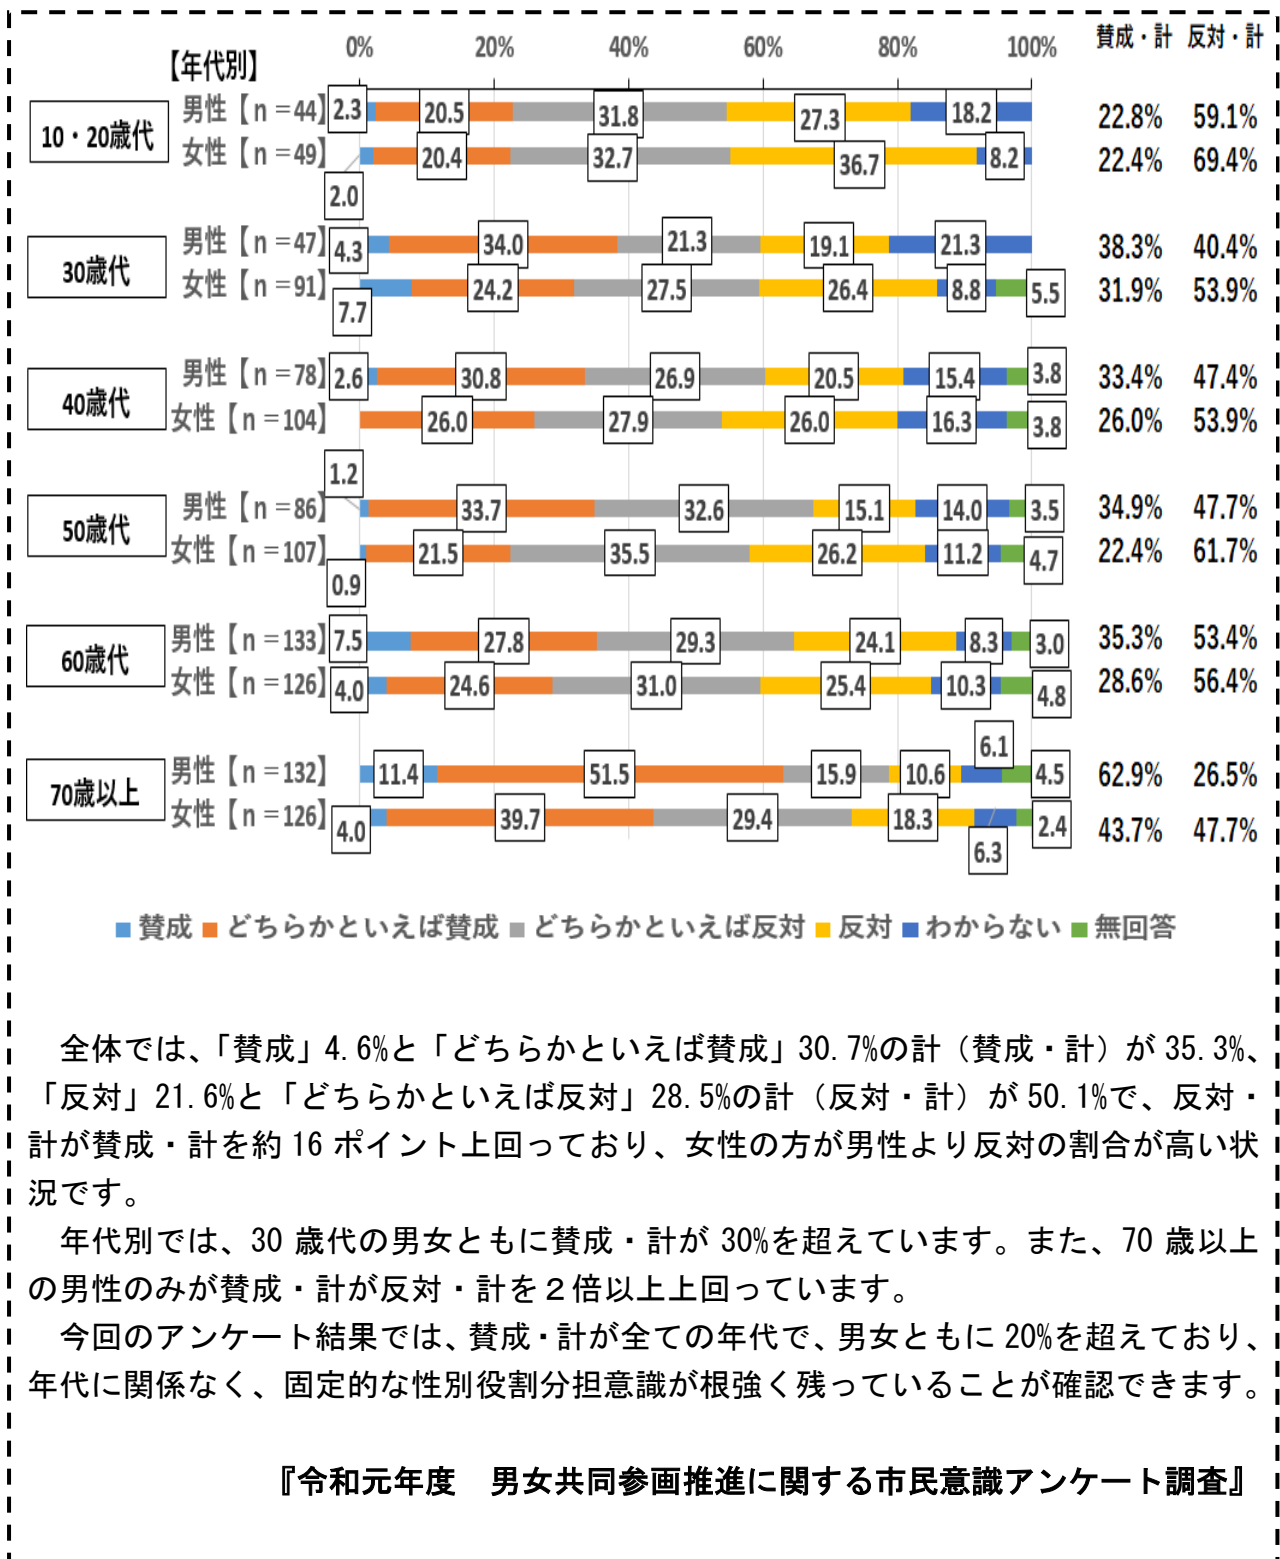 0% 20% 40% 60% 80% 100% 賛成・計 反対・計
【年代別】
10・20歳代
男性【n=44】 2.3 20.5 31.8 27.3 18.2 22.8% 59.1%
女性【n=49】 2.0 20.4 32.7 36.7 8.2 22.4% 69.4%
30歳代
男性【n=47】 4.3 34.0 21.3 19.1 21.3 38.3% 40.4%
女性【n=91】 7.7 24.2 27.5 26.4 8.8 5.5 31.9% 53.9%
40歳代
男性【n=78】 2.6 30.8 26.9 20.5 15.4 3.8 33.4% 47.4%
女性【n=104】 26.0 27.9 26.0 16.3 3.8 26.0% 53.9%
50歳代
男性【n=86】 1.2 33.7 32.6 15.1 14.0 3.5 34.9% 47.7%
女性【n=107】 0.9 21.5 35.5 26.2 11.2 4.7 22.4% 61.7%
60歳代
男性【n=133】 7.5 27.8 29.3 24.1 8.3 3.0 35.3% 53.4%
女性【n=126】 4.0 24.6 31.0 25.4 10.3 4.8 28.6% 56.4%
70歳以上
男性【n=132】 11.4 51.5 15.9 10.6 6.1 4.5 62.9% 26.5%
女性【n=126】 4.0 39.7 29.4 18.3 6.3 2.4 43.7% 47.7%
賛成 どちらかといえば賛成 どちらかといえば反対 反対 わからない 無回答
全体では、「賛成」4.6%と「どちらかといえば賛成」30.7%の計（賛成・計）が 35.3%、
「反対」21.6%と「どちらかといえば反対」28.5%の計（反対・計）が 50.1%で、反対・
計が賛成・計を約 16 ポイント上回っており、女性の方が男性より反対の割合が高い状
況です。
年代別では、30 歳代の男女ともに賛成・計が 30%を超えています。また、70 歳以上
の男性のみが賛成・計が反対・計を２倍以上上回っています。
今回のアンケート結果では、賛成・計が全ての年代で、男女ともに 20%を超えており、
年代に関係なく、固定的な性別役割分担意識が根強く残っていることが確認できます。
『令和元年度　男女共同参画推進に関する市民意識アンケート調査』